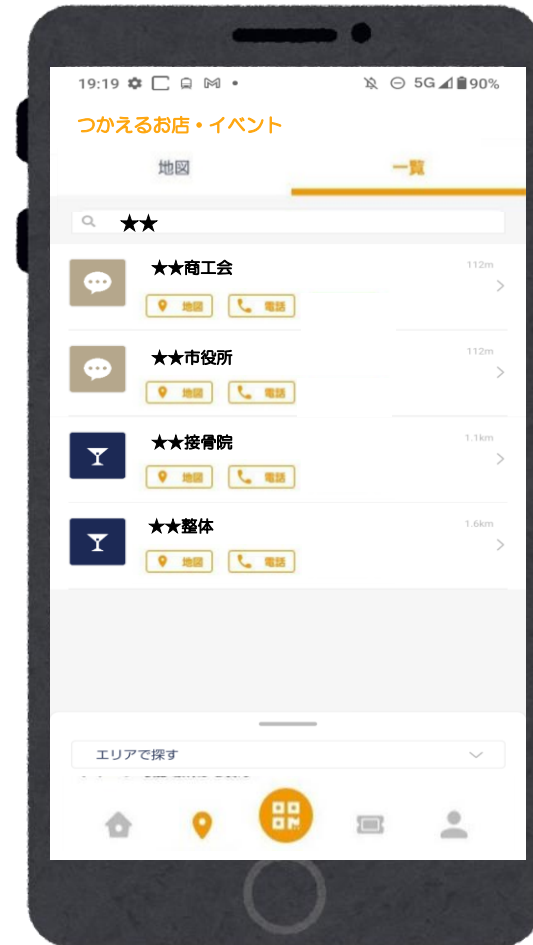 19:19 5G 90%
つかえるお店・イベント
地図 一覧
★★
★★商工会 112m
地図 電話
★★市役所 112m
地図 電話
★★接骨院 1.1km
地図 電話
★★整体 1.6km
地図 電話
エリアで探す